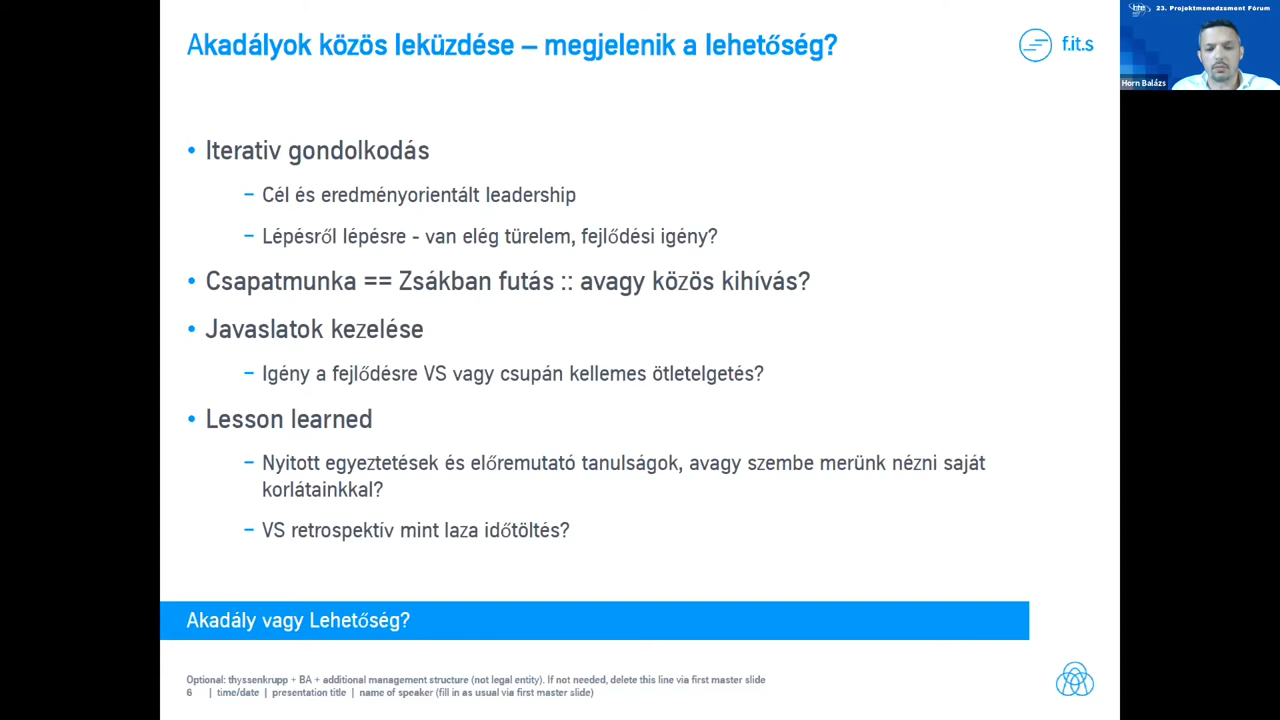 Akadályok közös leküzdése – megjelenik a lehetőség?
f.it.s
23. Projektmenedzsment Fórum
Horn Balázs
• Iterativ gondolkodás
– Cél és eredményorientált leadership
– Lépésről lépésre - van elég türelem, fejlődési igény?
• Csapatmunka == Zsákban futás :: avagy közös kihívás?
• Javaslatok kezelése
– Igény a fejlődésre VS vagy csupán kellemes ötletelgetés?
• Lesson learned
– Nyitott egyeztetések és előremutató tanulságok, avagy szembe merünk nézni saját
korlátainkkal?
– VS retrospektív mint laza időtöltés?
Akadály vagy Lehetőség?
Optional: thyssenkrupp + BA + additional management structure (not legal entity). If not needed, delete this line via first master slide
6 | time/date | presentation title | name of speaker (fill in as usual via first master slide)